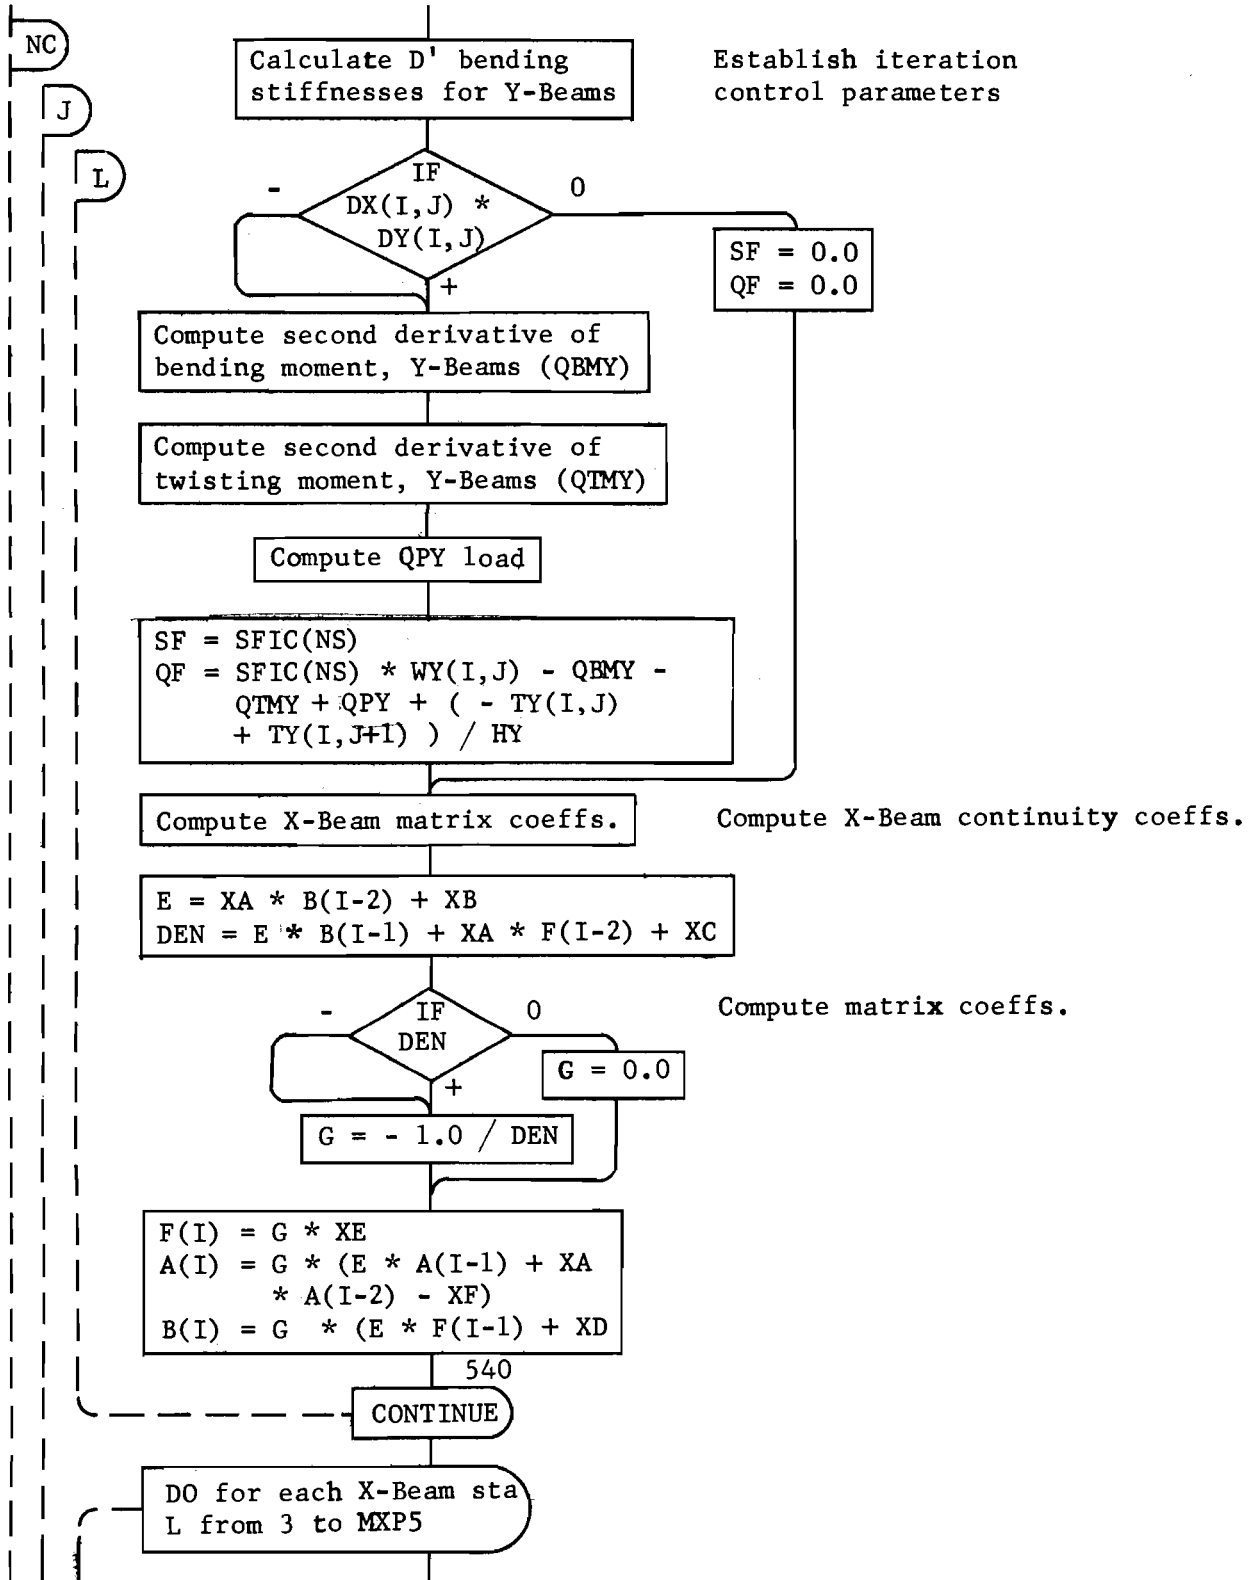 NC
J
L
Calculate D' bending
stiffnesses for Y-Beams
Establish iteration
control parameters
IF
DX(I,J) *
DY(I,J)
-
0
+
SF = 0.0
QF = 0.0
Compute second derivative of
bending moment, Y-Beams (QBMY)
Compute second derivative of
twisting moment, Y-Beams (QTMY)
Compute QPY load
SF = SFIC(NS)
QF = SFIC(NS) * WY(I,J) - QBMY -
QTMY + QPY + ( - TY(I,J)
+ TY(I,J+1) ) / HY
Compute X-Beam matrix coeffs.
Compute X-Beam continuity coeffs.
E = XA * B(I-2) + XB
DEN = E * B(I-1) + XA * F(I-2) + XC
IF
DEN
-
0
+
Compute matrix coeffs.
G = 0.0
G = - 1.0 / DEN
F(I) = G * XE
A(I) = G * (E * A(I-1) + XA
* A(I-2) - XF)
B(I) = G * (E * F(I-1) + XD
540
CONTINUE
DO for each X-Beam sta
L from 3 to MXP5